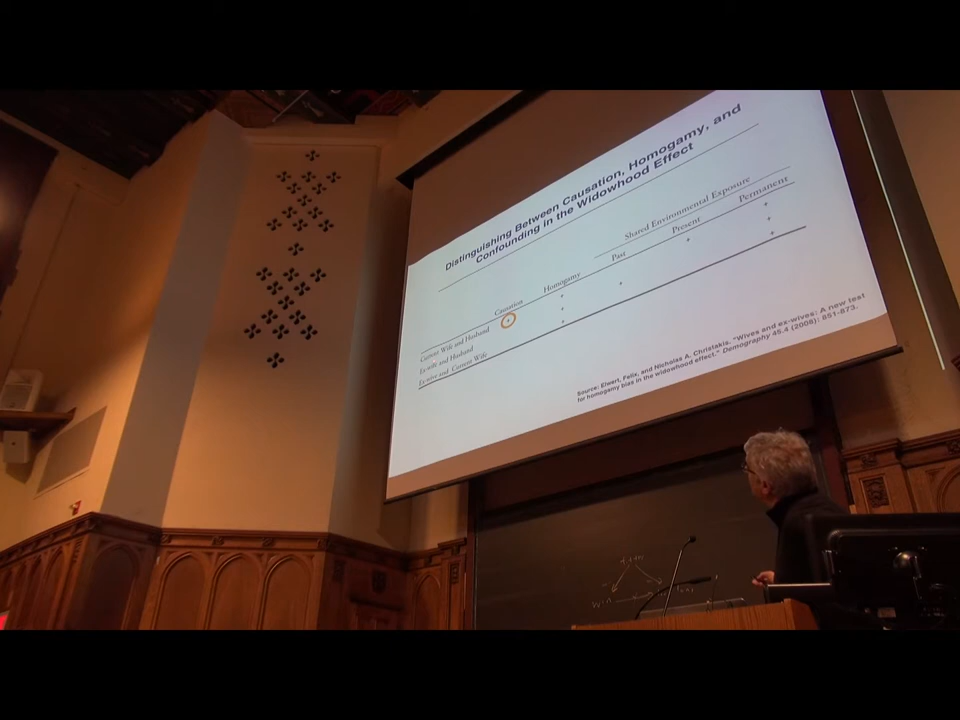 Distinguishing Between Causation, Homogamy, and
Confounding in the Widowhood Effect
Shared Environmental Exposure
Causation Homogamy Past Present Permanent
Current Wife and Husband + + + +
Ex-wife and Husband + + +
Ex-wife and Current Wife + +
Source: Elwert, Felix, and Nicholas A. Christakis. "Wives and ex-wives: A new test
for homogamy bias in the widowhood effect." Demography 45.4 (2008): 851-873.